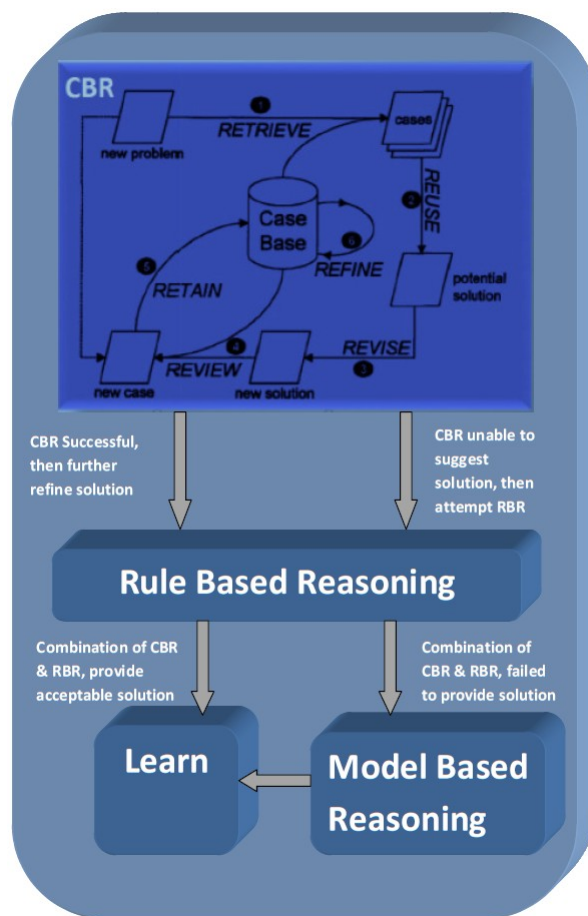 CBR
1
RETRIEVE
cases
new problem
2
REUSE
Case
Base
6
REFINE
5
RETAIN
potential
solution
REVISE
4
3
REVIEW
new case
new solution
CBR Successful,
then further
refine solution
CBR unable to
suggest
solution, then
attempt RBR
Rule Based Reasoning
Combination of CBR
& RBR, provide
acceptable solution
Combination of
CBR & RBR, failed
to provide solution
Learn
Model Based
Reasoning